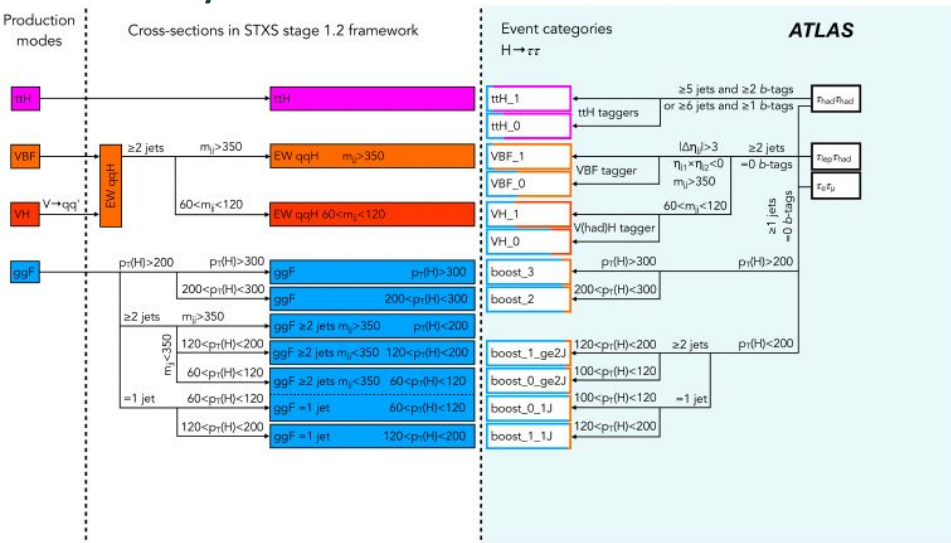 Production
modes
Cross-sections in STXS stage 1.2 framework
Event categories
H→ττ
ATLAS
ttH
ttH
ttH_1
ttH_0
ttH taggers
≥5 jets and ≥2 b-tags
or ≥6 jets and ≥1 b-tags
τhadτhad
VBF
EW qqH
≥2 jets
mjj>350
EW qqH mjj>350
VBF_1
VBF_0
VBF tagger
|Δηjj|>3
ηj1×ηj2<0
mjj>350
≥2 jets
=0 b-tags
τlepτhad
τeτμ
VH
V→qq'
60<mjj<120
EW qqH 60<mjj<120
VH_1
VH_0
60<mjj<120
V(had)H tagger
≥1 jets
=0 b-tags
ggF
pT(H)>200
pT(H)>300
ggF pT(H)>300
boost_3
pT(H)>300
pT(H)>200
200<pT(H)<300
ggF 200<pT(H)<300
boost_2
200<pT(H)<300
≥2 jets
mjj>350
ggF ≥2 jets mjj>350 pT(H)<200
mjj<350
120<pT(H)<200
ggF ≥2 jets mjj<350 120<pT(H)<200
boost_1_ge2J
120<pT(H)<200
≥2 jets
pT(H)<200
60<pT(H)<120
ggF ≥2 jets mjj<350 60<pT(H)<120
boost_0_ge2J
100<pT(H)<120
=1 jet
60<pT(H)<120
ggF =1 jet 60<pT(H)<120
boost_0_1J
100<pT(H)<120
=1 jet
120<pT(H)<200
ggF =1 jet 120<pT(H)<200
boost_1_1J
120<pT(H)<200